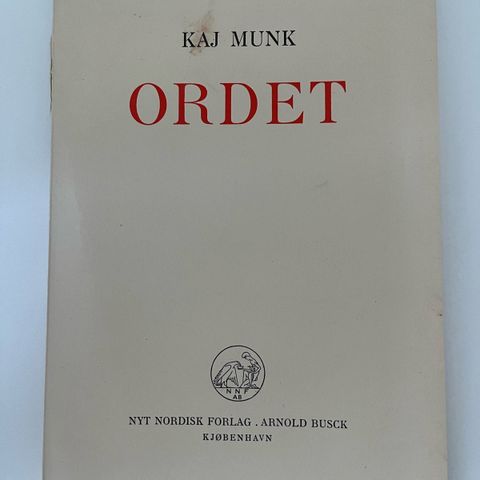 KAJ MUNK
ORDET
NNF
AB
NYT NORDISK FORLAG . ARNOLD BUSCK
KJØBENHAVN